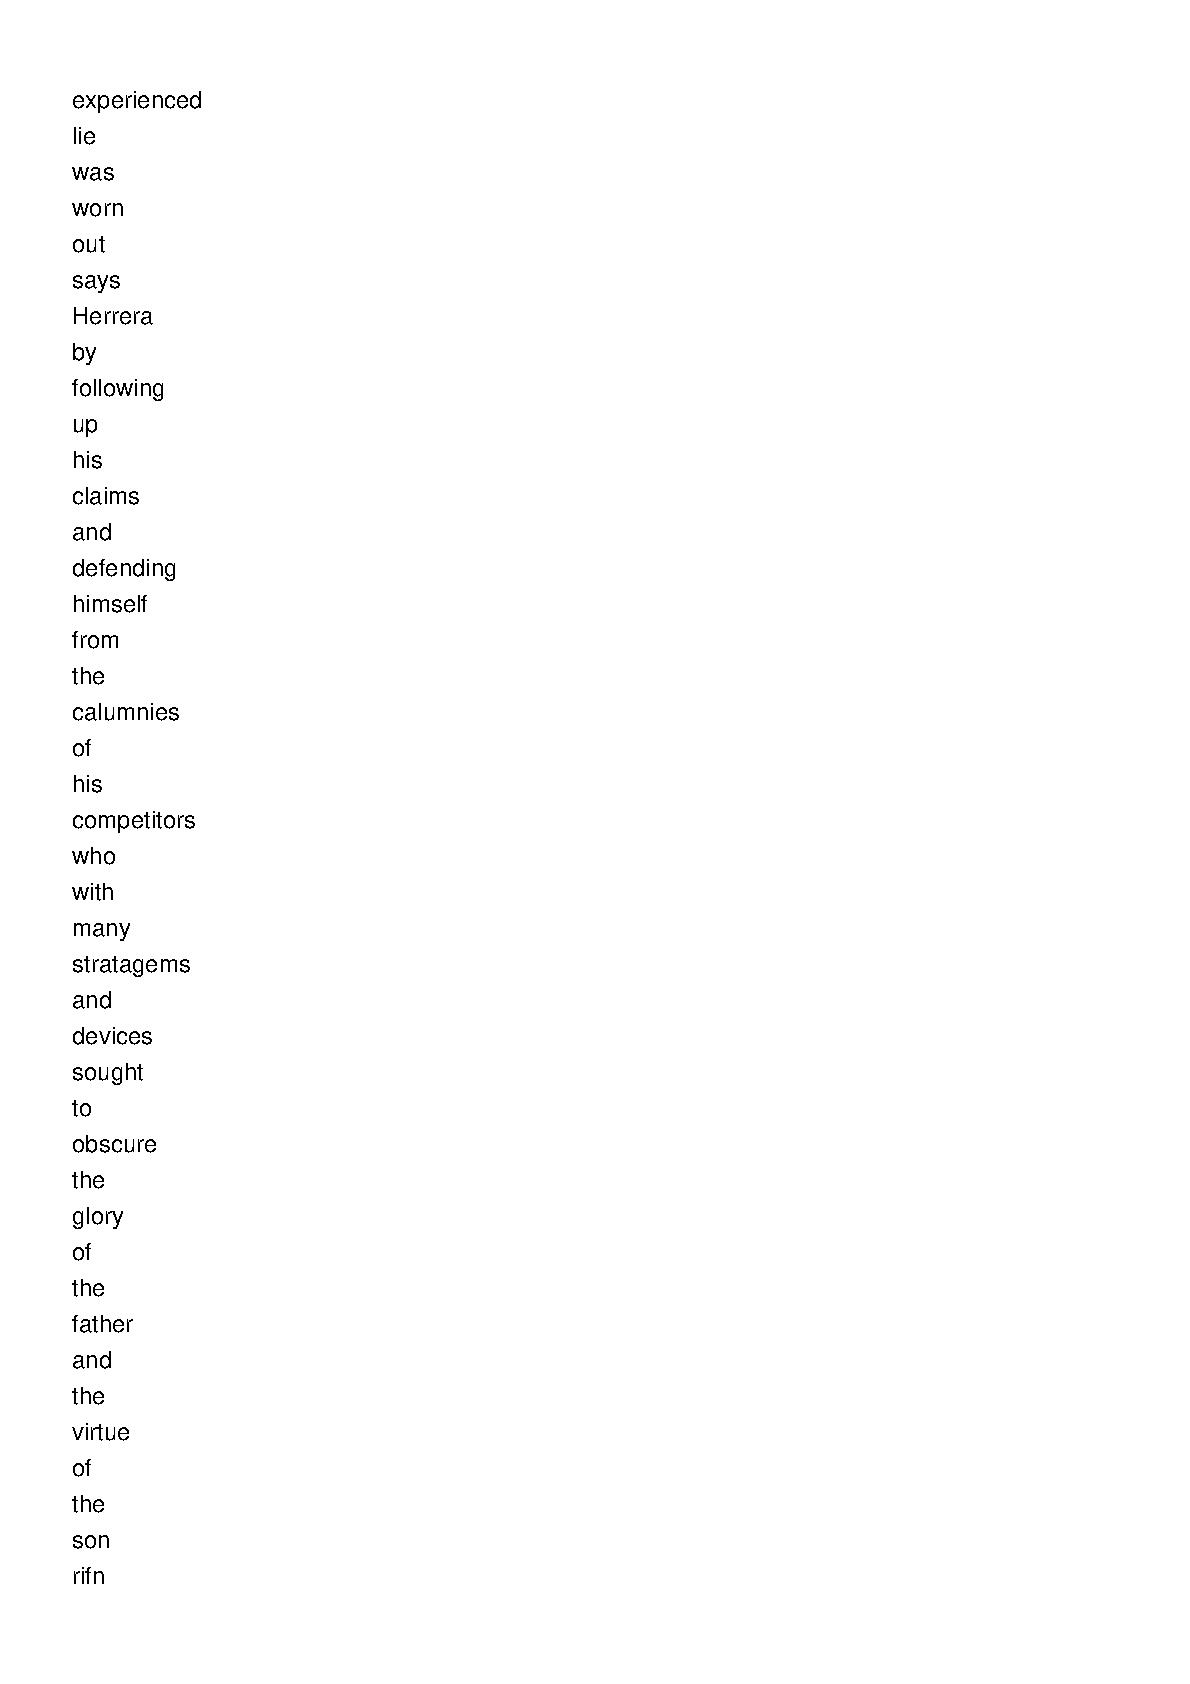 experienced
lie
was
worn
out
says
Herrera
by
following
up
his
claims
and
defending
himself
from
the
calumnies
of
his
competitors
who
with
many
stratagems
and
devices
sought
to
obscure
the
glory
of
the
father
and
the
virtue
of
the
son
rifn